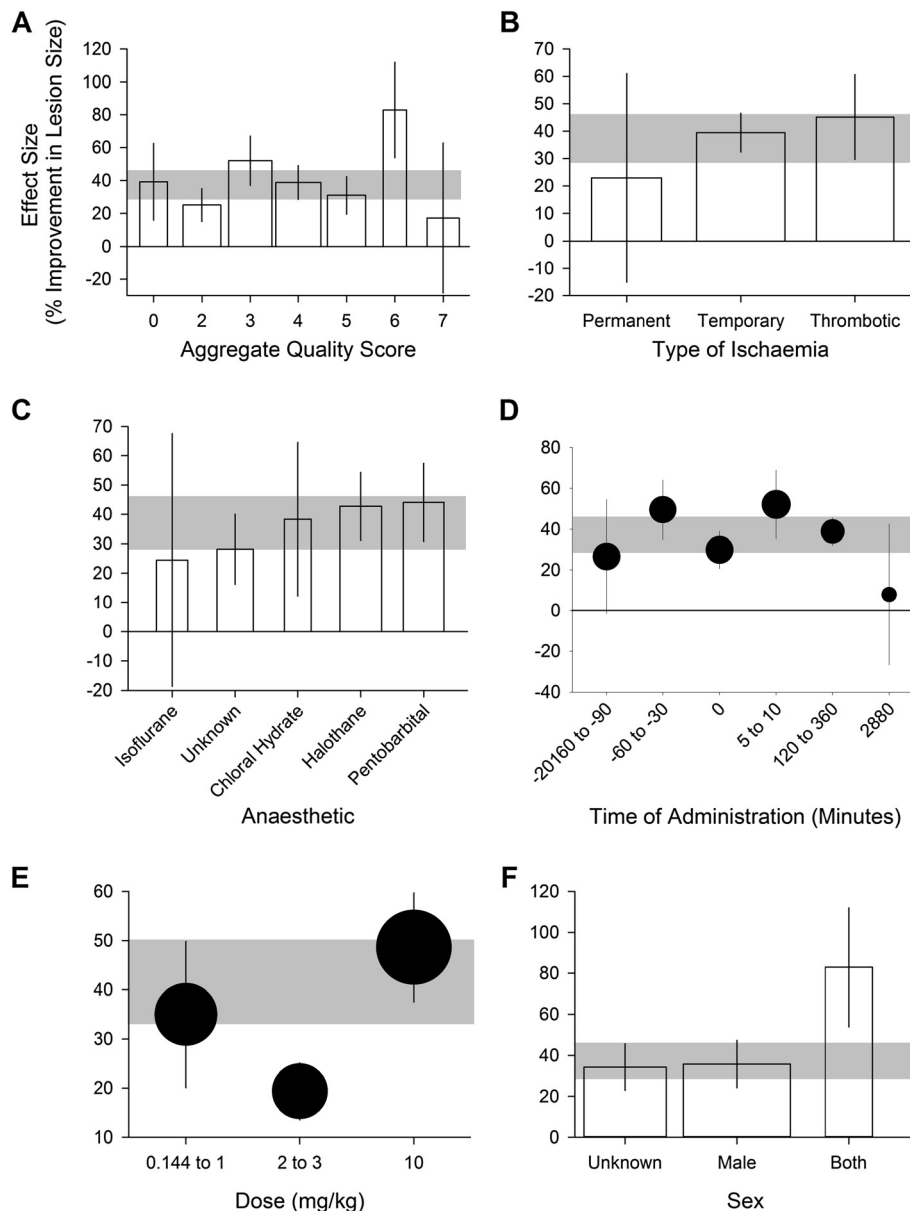 A
Effect Size
(% Improvement in Lesion Size)
120
100
80
60
40
20
0
-20
0 2 3 4 5 6 7
Aggregate Quality Score
B
70
60
50
40
30
20
10
0
-10
-20
Permanent Temporary Thrombotic
Type of Ischaemia
C
70
60
50
40
30
20
10
0
-10
-20
Isoflurane
Unknown
Chloral Hydrate
Halothane
Pentobarbital
Anaesthetic
D
80
60
40
20
0
-20
-40
-20160 to -90
-60 to -30
0
5 to 10
120 to 360
2880
Time of Administration (Minutes)
E
60
50
40
30
20
10
0.144 to 1 2 to 3 10
Dose (mg/kg)
F
120
100
80
60
40
20
0
Unknown Male Both
Sex